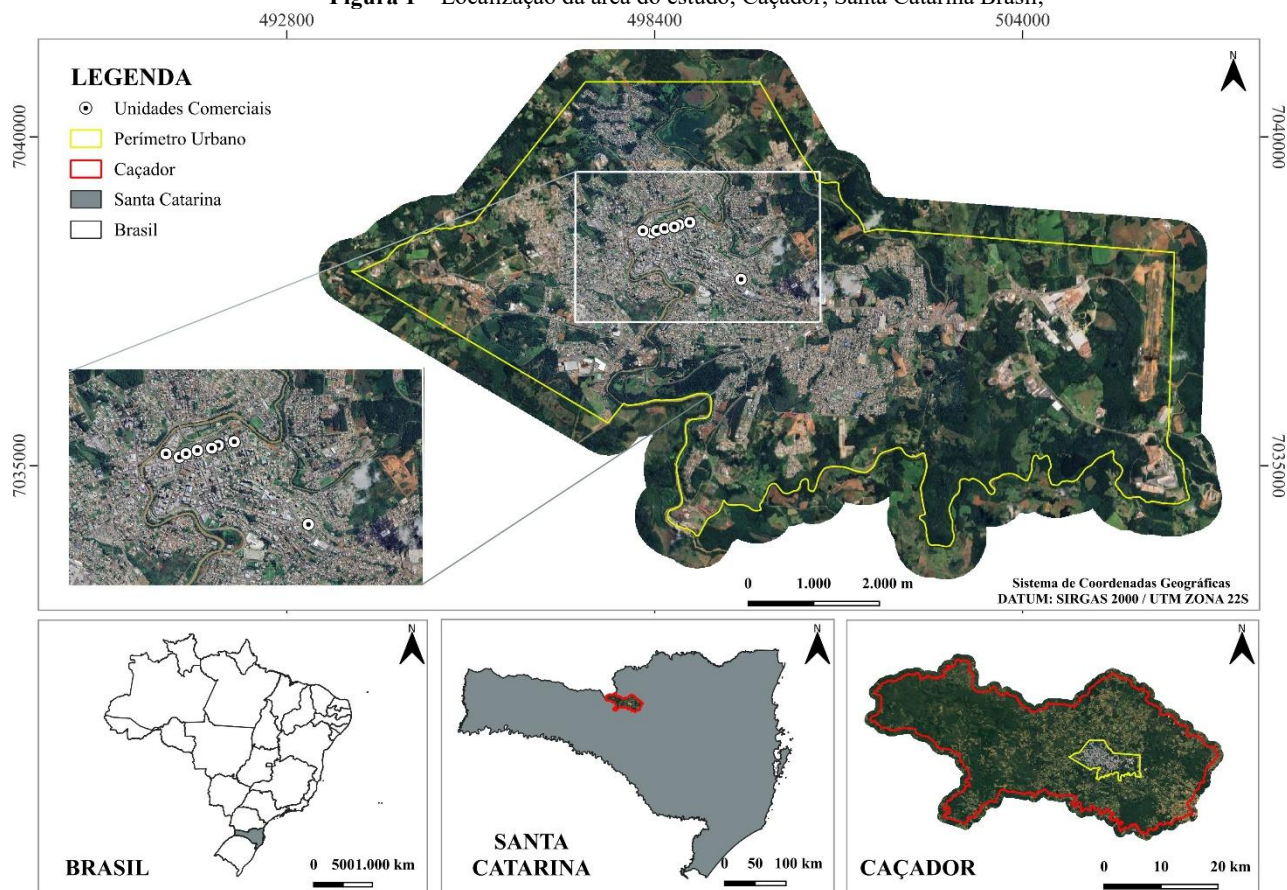 Figura 1 – Localização da área do estudo, Caçador, Santa Catarina Brasil,
492800 498400 504000
N
LEGENDA
Unidades Comerciais
Perímetro Urbano
Caçador
Santa Catarina
Brasil
7040000 7040000
7035000 7035000
0 1.000 2.000 m
Sistema de Coordenadas Geográficas
DATUM: SIRGAS 2000 / UTM ZONA 22S
N
BRASIL
0 5001.000 km
N
SANTA
CATARINA
0 50 100 km
N
CAÇADOR
0 10 20 km